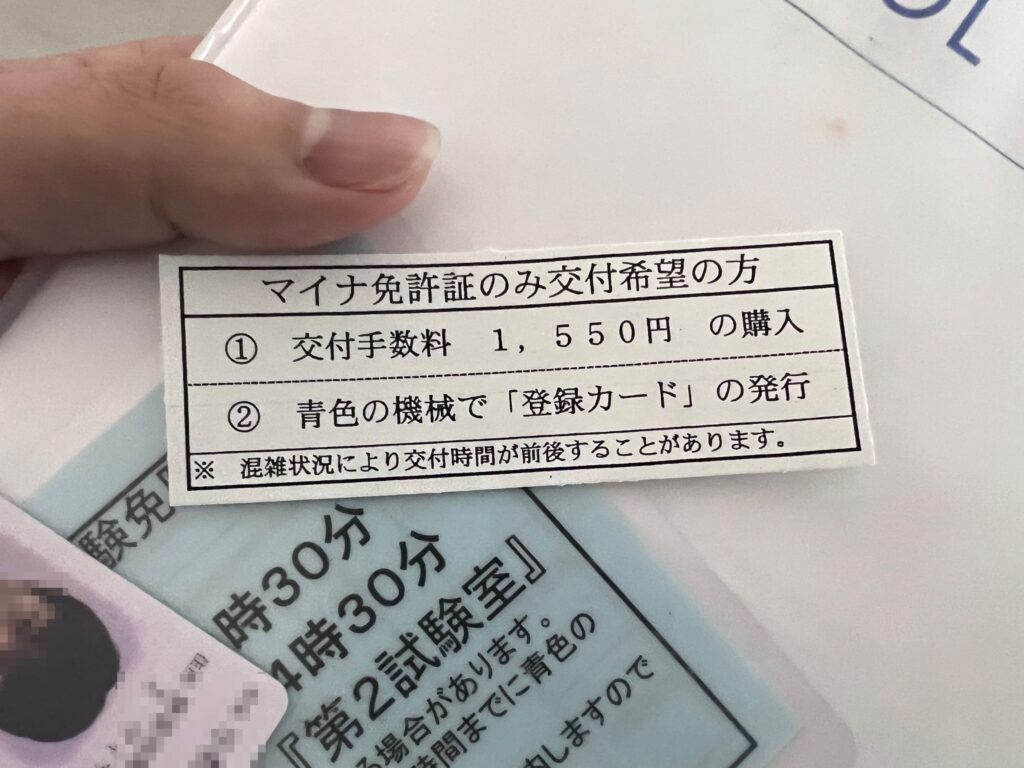 マイナ免許証のみ交付希望の方
① 交付手数料 1，550円 の購入
② 青色の機械で「登録カード」の発行
※ 混雑状況により交付時間が前後することがあります。
験免
時30分
4時30分
『第2試験室』
る場合があります。
時間までに青色の
内しますので
OL